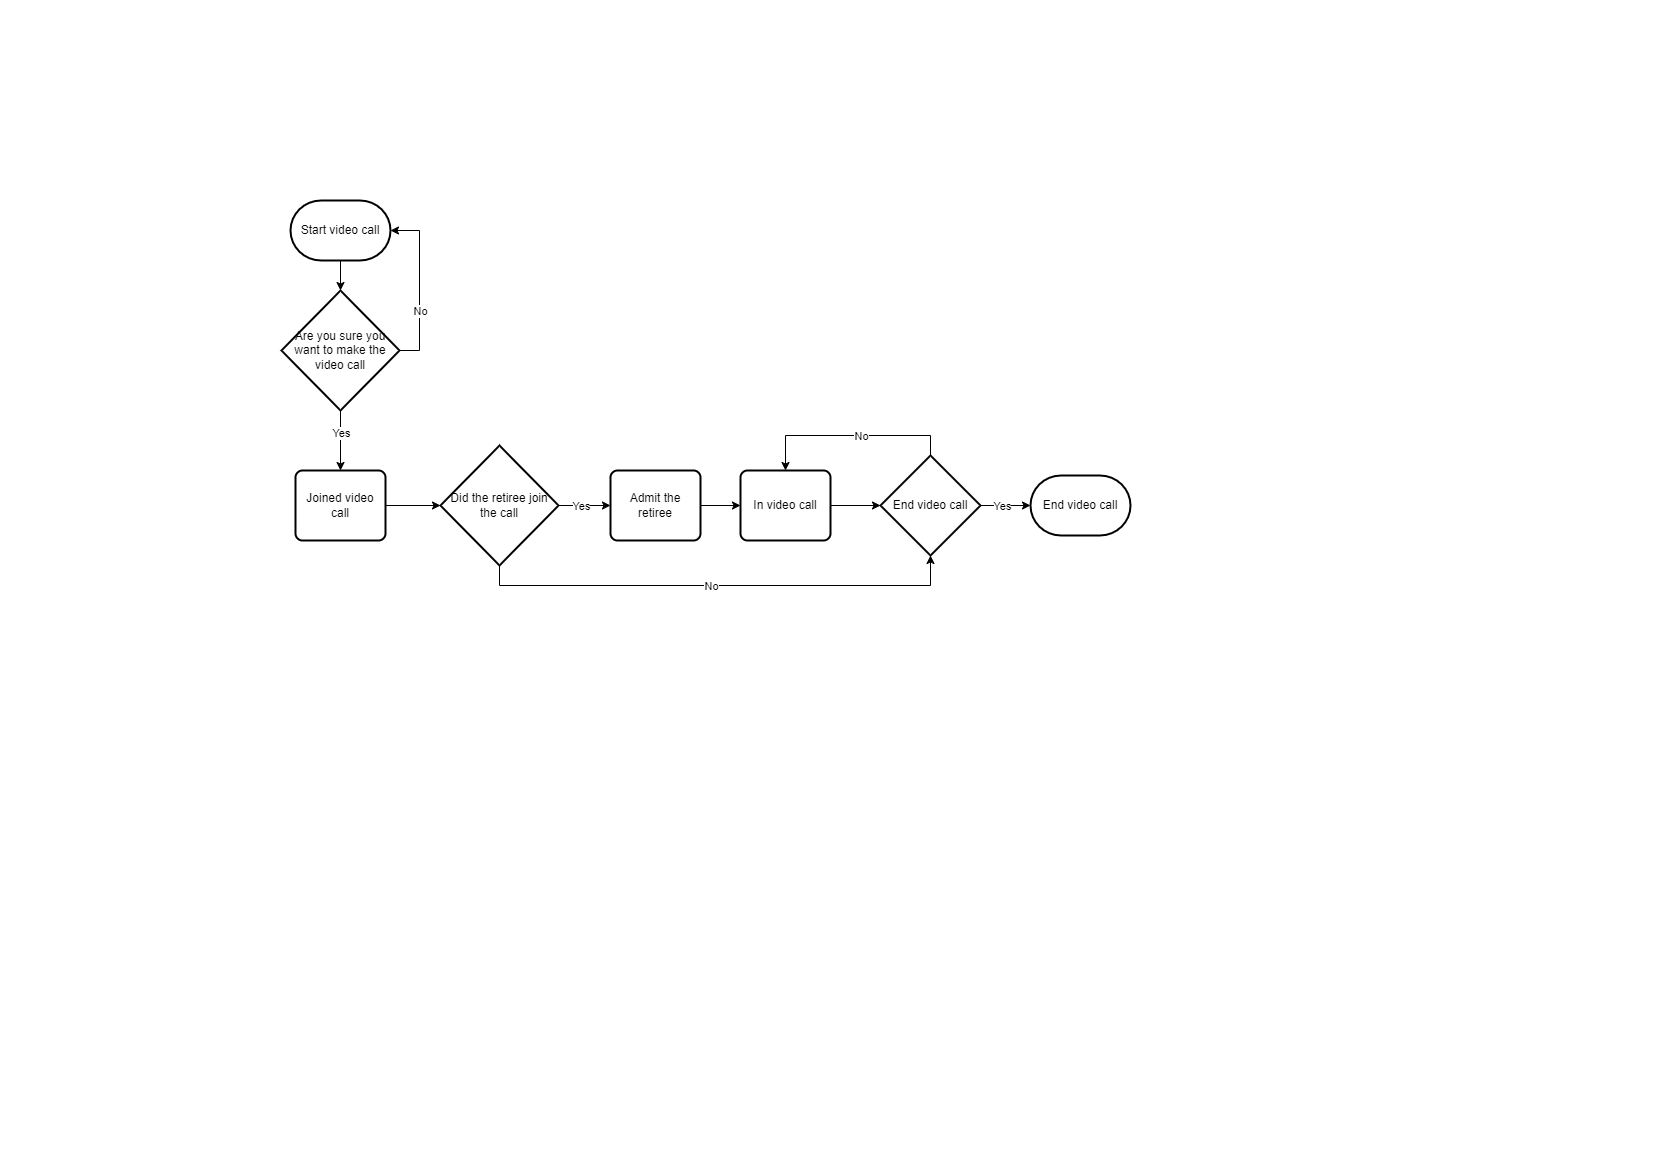 Start video call
No
Are you sure you
want to make the
video call
Yes
No
Joined video
call
Did the retiree join
the call
Yes
Admit the
retiree
In video call
End video call
Yes
End video call
No